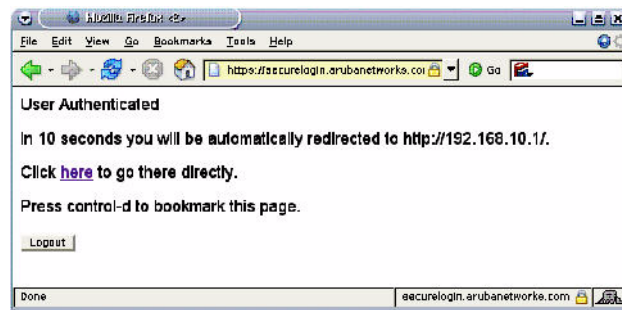 Mozilla Firefox <2>
File Edit View Go Bookmarks Tools Help
https://securelogin.arubanetworks.co Go
User Authenticated
In 10 seconds you will be automatically redirected to http://192.168.10.1/.
Click here to go there directly.
Press control-d to bookmark this page.
Logout
Done securelogin.arubanetworks.com